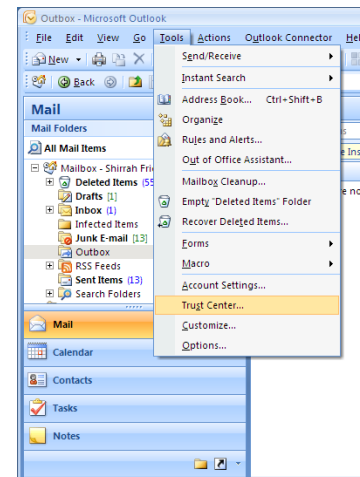 Outbox - Microsoft Outlook
File Edit View Go Tools Actions Outlook Connector
New
Back
Mail
Mail Folders
All Mail Items
Mailbox - Shirrah
Deleted Items
Drafts [1]
Inbox (1)
Infected Items
Junk E-mail [13]
Outbox
RSS Feeds
Sent Items (13)
Search Folders
Send/Receive
Instant Search
Address Book... Ctrl+Shift+B
Organize
Rules and Alerts...
Out of Office Assistant...
Mailbox Cleanup...
Empty "Deleted Items" Folder
Recover Deleted Items...
Forms
Macro
Account Settings...
Trust Center...
Customize...
Options...
Mail
Calendar
Contacts
Tasks
Notes